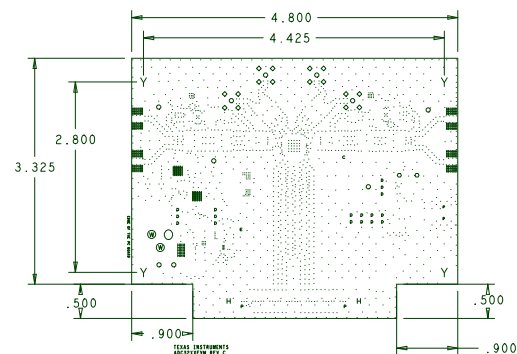 4.800
4.425
Y
Y
3.325
2.800
C
P
P
E
Y
Y
.500
H
H
.500
.900
.900
TEXAS INSTRUMENTS